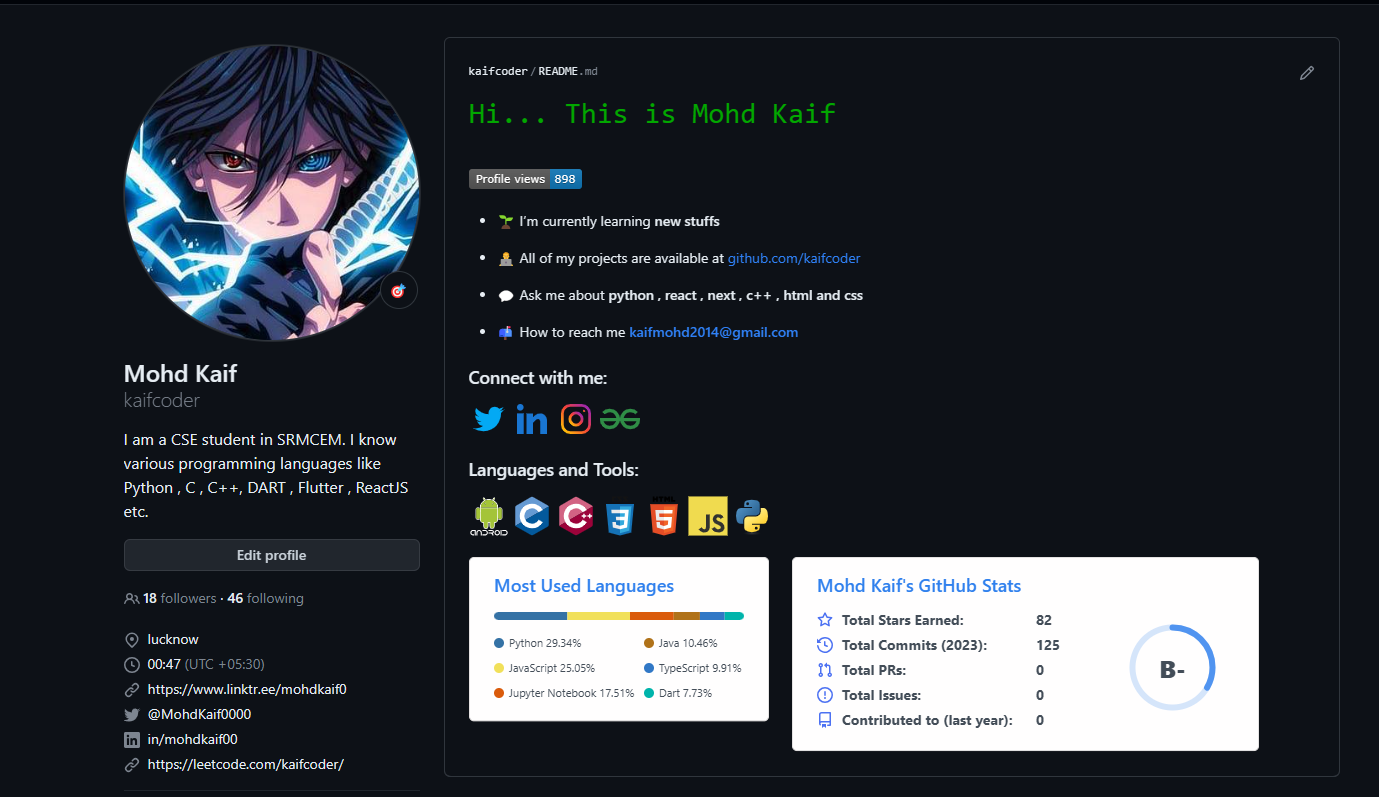 Mohd Kaif
kaifcoder
I am a CSE student in SRMCEM. I know
various programming languages like
Python , C , C++, DART , Flutter , ReactJS
etc.
Edit profile
18 followers · 46 following
lucknow
00:47 (UTC +05:30)
https://www.linktr.ee/mohdkaif0
@MohdKaif0000
in/mohdkaif00
https://leetcode.com/kaifcoder/
kaifcoder/README.md
Hi... This is Mohd Kaif
Profile views 898
I'm currently learning new stuffs
All of my projects are available at github.com/kaifcoder
Ask me about python , react , next , c++ , html and css
How to reach me kaifmohd2014@gmail.com
Connect with me:
in
Languages and Tools:
ANDROID C C++ 3 HTML 5 JS
Most Used Languages
Python 29.34% Java 10.46%
JavaScript 25.05% TypeScript 9.91%
Jupyter Notebook 17.51% Dart 7.73%
Mohd Kaif's GitHub Stats
Total Stars Earned: 82
Total Commits (2023): 125
Total PRs: 0
Total Issues: 0
Contributed to (last year): 0
B-